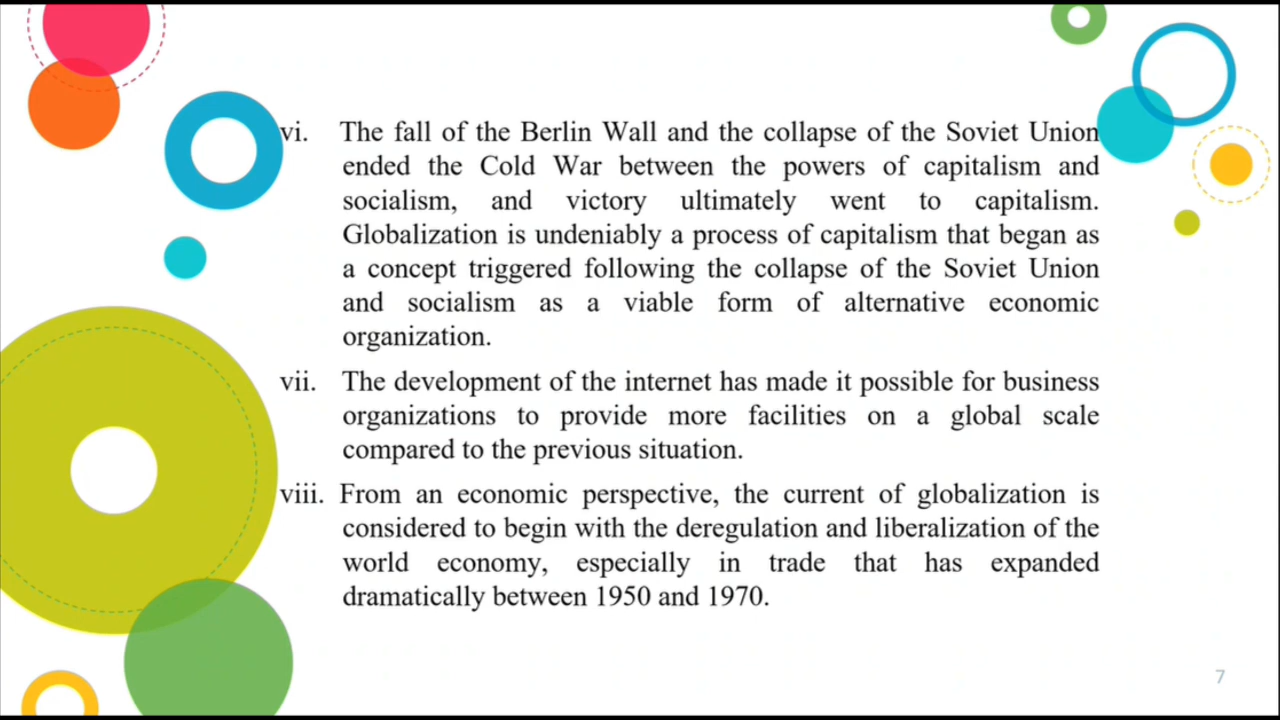 vi. The fall of the Berlin Wall and the collapse of the Soviet Union
ended the Cold War between the powers of capitalism and
socialism, and victory ultimately went to capitalism.
Globalization is undeniably a process of capitalism that began as
a concept triggered following the collapse of the Soviet Union
and socialism as a viable form of alternative economic
organization.
vii. The development of the internet has made it possible for business
organizations to provide more facilities on a global scale
compared to the previous situation.
viii. From an economic perspective, the current of globalization is
considered to begin with the deregulation and liberalization of the
world economy, especially in trade that has expanded
dramatically between 1950 and 1970.
7